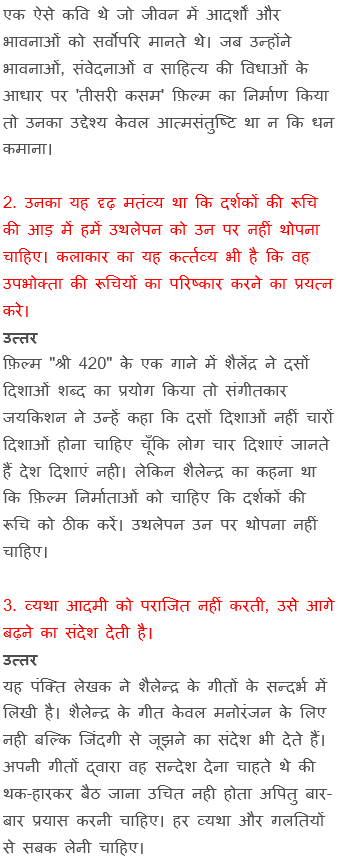 एक ऐसे कवि थे जो जीवन में आदर्शों और
भावनाओं को सर्वोपरि मानते थे। जब उन्होंने
भावनाओं, संवेदनाओं व साहित्य की विधाओं के
आधार पर 'तीसरी कसम' फ़िल्म का निर्माण किया
तो उनका उद्देश्य केवल आत्मसंतुष्टि था न कि धन
कमाना।
2. उनका यह दृढ़ मतंव्य था कि दर्शकों की रूचि
की आड़ में हमें उथलेपन को उन पर नहीं थोपना
चाहिए। कलाकार का यह कर्त्तव्य भी है कि वह
उपभोक्ता की रूचियों का परिष्कार करने का प्रयत्न
करे।
उत्तर
फ़िल्म "श्री 420" के एक गाने में शैलेंद्र ने दसों
दिशाओं शब्द का प्रयोग किया तो संगीतकार
जयकिशन ने उन्हें कहा कि दसों दिशाओं नहीं चारों
दिशाओं होना चाहिए चूँकि लोग चार दिशाएं जानते
हैं देश दिशाएं नही। लेकिन शैलेन्द्र का कहना था
कि फ़िल्म निर्माताओं को चाहिए कि दर्शकों की
रूचि को ठीक करें। उथलेपन उन पर थोपना नहीं
चाहिए।
3. व्यथा आदमी को पराजित नहीं करती, उसे आगे
बढ़ने का संदेश देती है।
उत्तर
यह पंक्ति लेखक ने शैलेन्द्र के गीतों के सन्दर्भ में
लिखी है। शैलेन्द्र के गीत केवल मनोरंजन के लिए
नही बल्कि जिंदगी से जूझने का संदेश भी देते हैं।
अपनी गीतों द्वारा वह सन्देश देना चाहते थे की
थक-हारकर बैठ जाना उचित नही होता अपितु बार-
बार प्रयास करनी चाहिए। हर व्यथा और गलतियों
से सबक लेनी चाहिए।